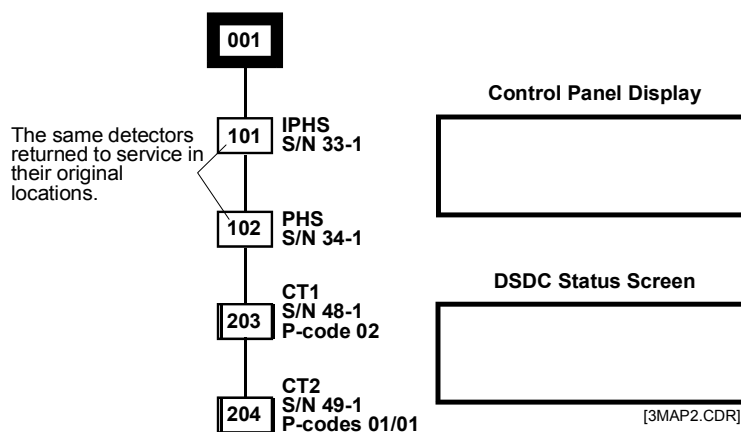 001
101
IPHS
S/N 33-1
The same detectors
returned to service in
their original
locations.
102
PHS
S/N 34-1
203
CT1
S/N 48-1
P-code 02
204
CT2
S/N 49-1
P-codes 01/01
Control Panel Display
DSDC Status Screen
[3MAP2.CDR]